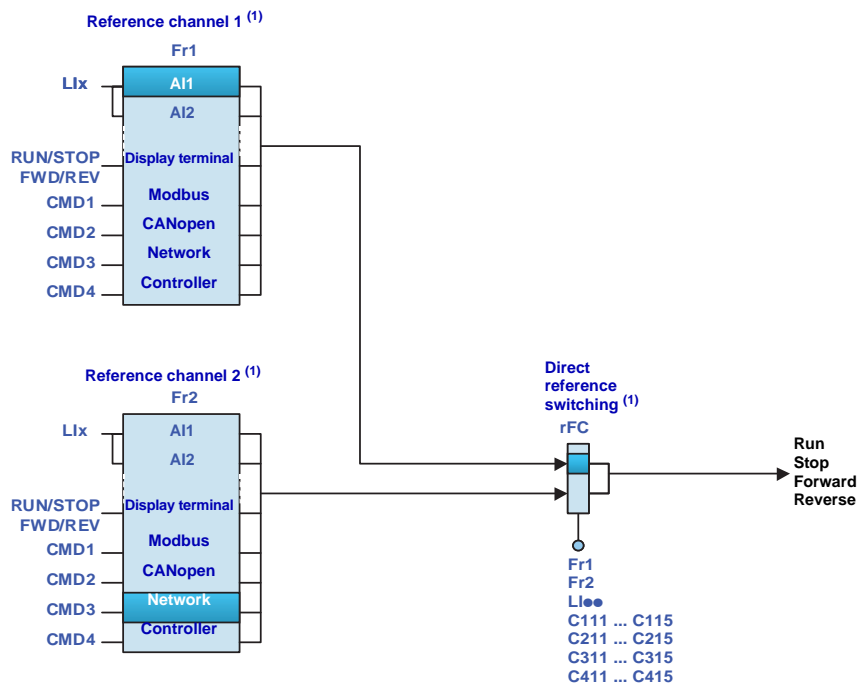 Reference channel 1 (1)
Fr1
LIx
AI1
AI2
RUN/STOP
FWD/REV
Display terminal
CMD1
Modbus
CMD2
CANopen
CMD3
Network
CMD4
Controller
Reference channel 2 (1)
Fr2
LIx
AI1
AI2
RUN/STOP
FWD/REV
Display terminal
CMD1
Modbus
CMD2
CANopen
CMD3
Network
CMD4
Controller
Direct
reference
switching (1)
rFC
Run
Stop
Forward
Reverse
Fr1
Fr2
LI●●
C111 ... C115
C211 ... C215
C311 ... C315
C411 ... C415